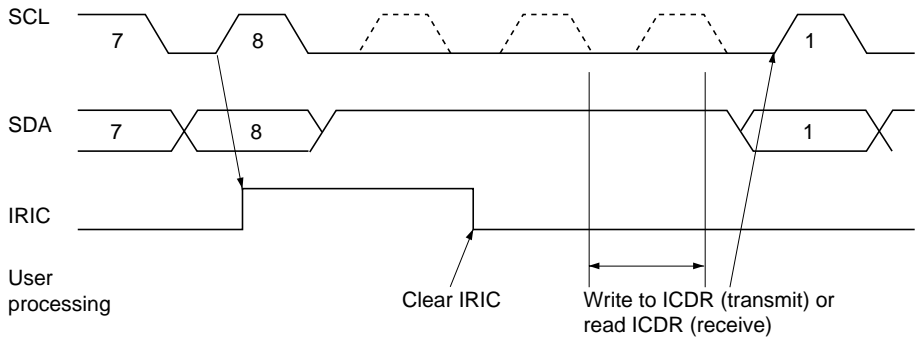 SCL
7
8
1
SDA
7
8
1
IRIC
User
processing
Clear IRIC
Write to ICDR (transmit) or
read ICDR (receive)